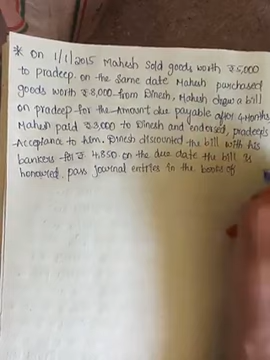 * On 1/1/2015 Mahesh Sold goods worth ₹5,000
to pradeep. on the same date Mahesh purchased
goods worth ₹8,000 from Dinesh, Mahesh drew a bill
on pradeep for the Amount due payable after 4 Months
Mahesh paid ₹3,000 to Dinesh and endorsed, pradeep's
Acceptance to him. Dinesh discounted the bill with his
bankers for ₹ 4,850. on the due date the bill is
honoured. pass journal entries in the books of